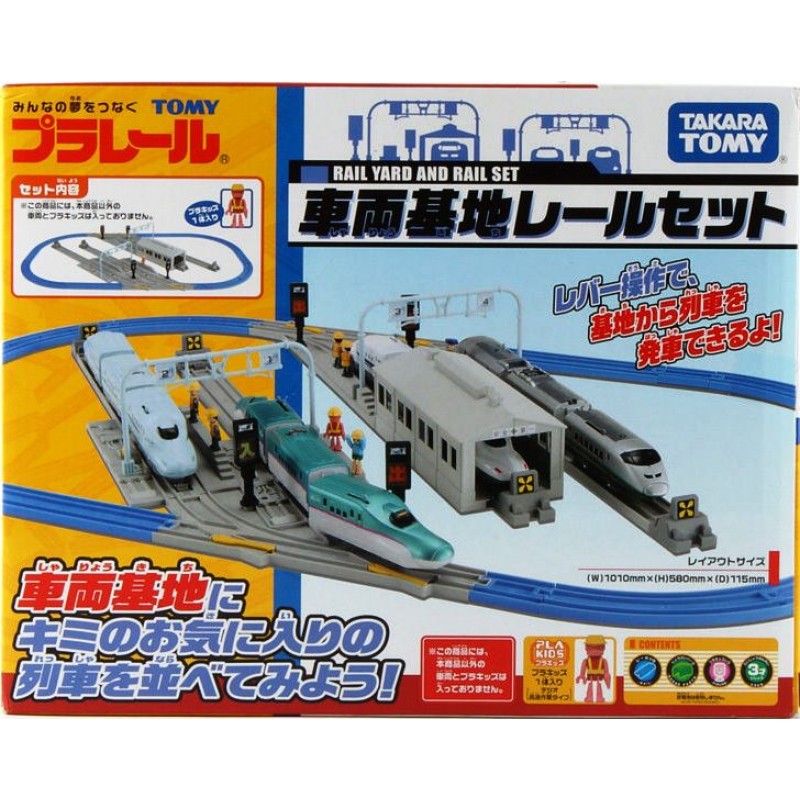 みんなの夢をつなぐ TOMY
プラレール®
セット内容
※この商品には、本商品以外の
車両とプラキッズは入っておりません。
プラキッズ
1体入り
TAKARA
TOMY
RAIL YARD AND RAIL SET
車両基地レールセット
レバー操作で、
基地から列車を
発車できるよ!
出
入
出
レイアウトサイズ
(W)1010mm×(H)580mm×(D)115mm
車両基地に
キミのお気に入りの
列車を並べてみよう!
※この商品には、
本商品以外の
車両とプラキッズは
入っておりません。
PLA
KIDS
プラキッズ
プラキッズ
1体入り
CONTENTS
3才